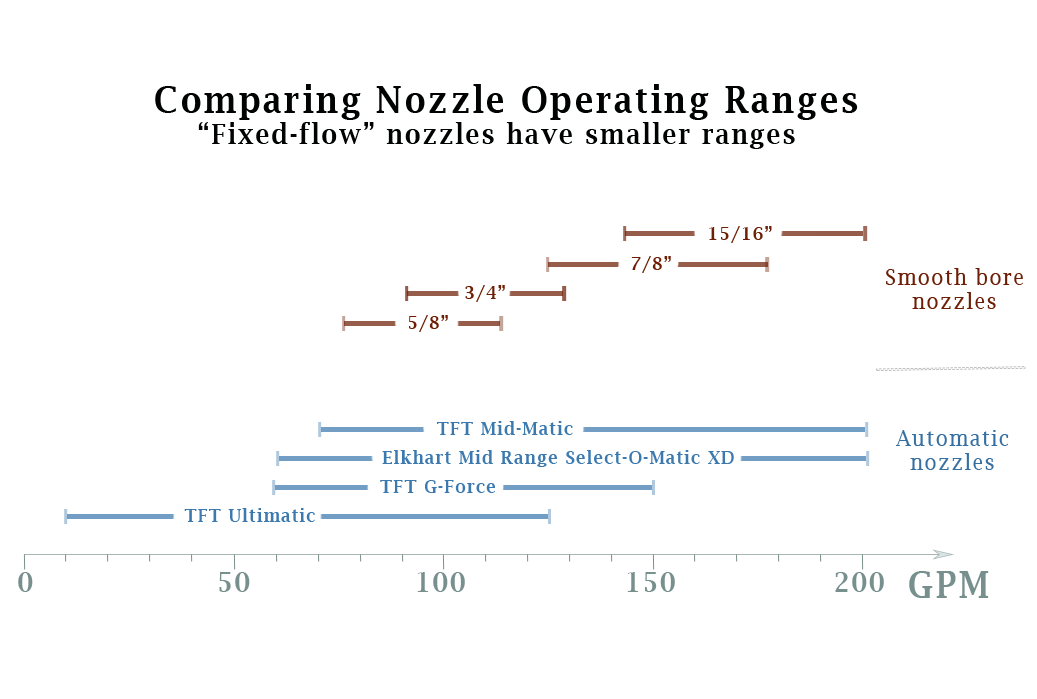 Comparing Nozzle Operating Ranges
“Fixed-flow” nozzles have smaller ranges
15/16”
7/8”
3/4”
5/8”
Smooth bore
nozzles
TFT Mid-Matic
Elkhart Mid Range Select-O-Matic XD
TFT G-Force
TFT Ultimatic
Automatic
nozzles
0 50 100 150 200 GPM